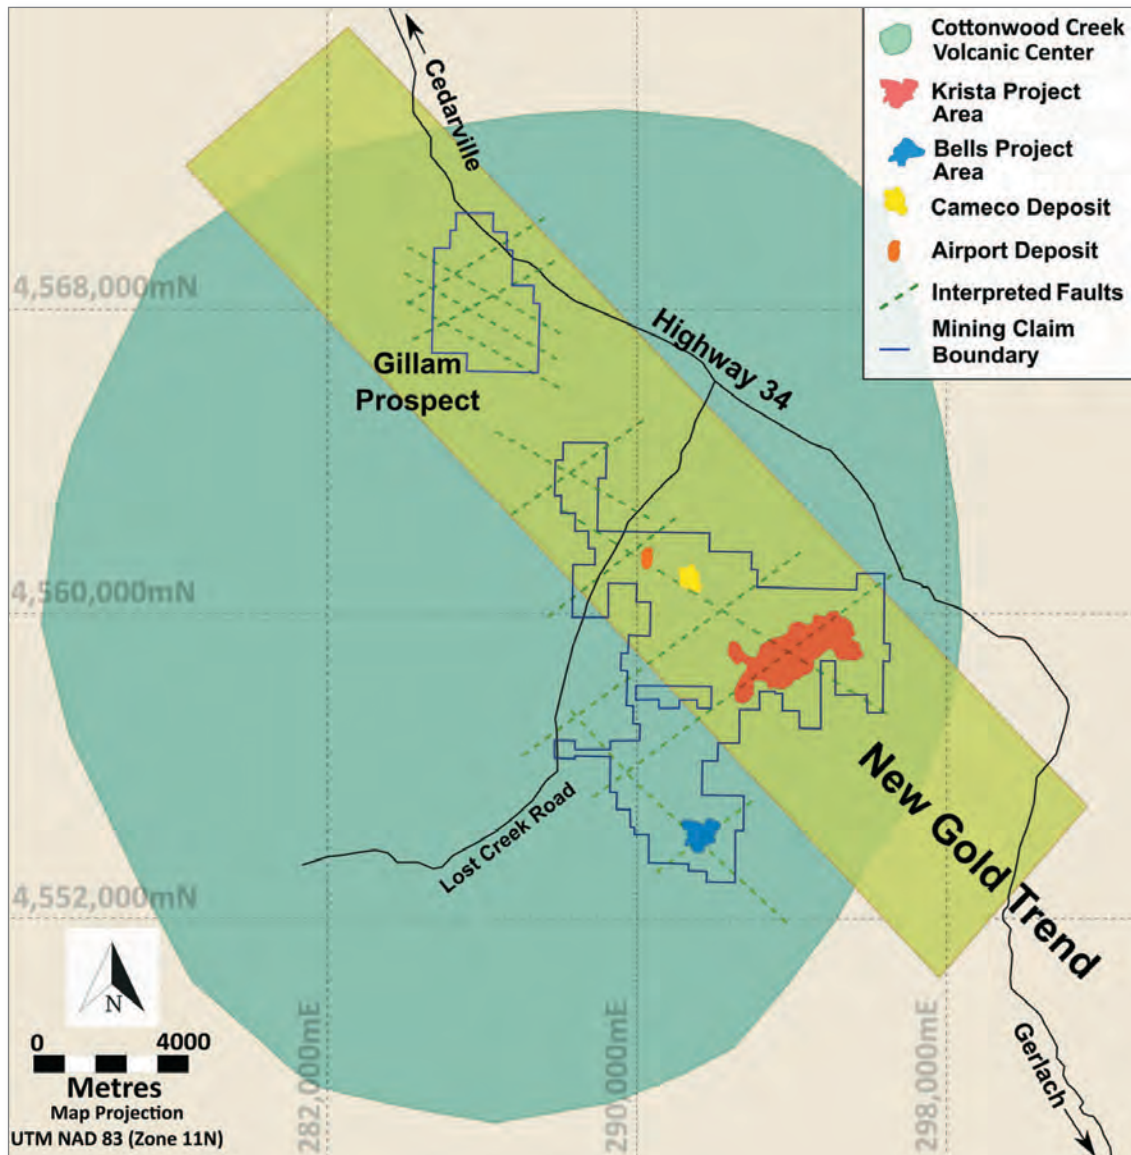 Cottonwood Creek
Volcanic Center
Krista Project
Area
Bells Project
Area
Cameco Deposit
Airport Deposit
Interpreted Faults
Mining Claim
Boundary
Cedarville
4,568,000mN
Highway 34
Gillam
Prospect
4,560,000mN
New Gold Trend
Lost Creek Road
4,552,000mN
282,000mE
290,000mE
298,000mE
Gerlach
N
0 4000
Metres
Map Projection
UTM NAD 83 (Zone 11N)